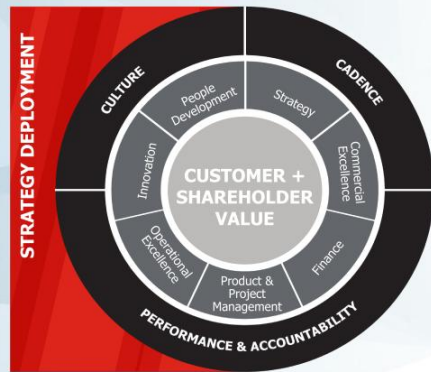 STRATEGY DEPLOYMENT
CULTURE
CADENCE
People
Development
Strategy
Innovation
Commercial
Excellence
CUSTOMER +
SHAREHOLDER
VALUE
Operational
Excellence
Finance
Product &
Project
Management
PERFORMANCE & ACCOUNTABILITY